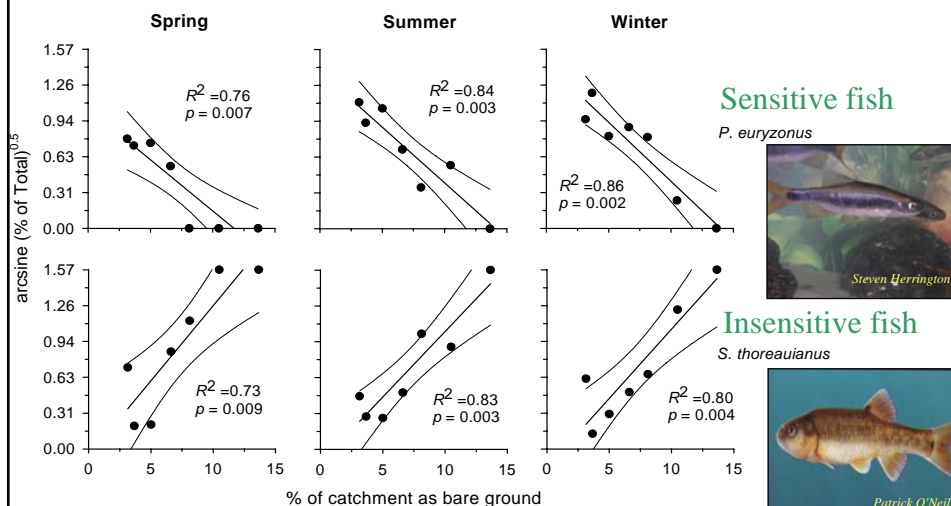 Spring Summer Winter
1.57
1.26
0.94
0.63
0.31
0.00
R² =0.76
p = 0.007
R² =0.84
p = 0.003
R² =0.86
p = 0.002
Sensitive fish
P. euryzonus
Steven Herrington
arcsine (% of Total)^0.5
1.57
1.26
0.94
0.63
0.31
0.00
R² =0.73
p = 0.009
R² =0.83
p = 0.003
R² =0.80
p = 0.004
Insensitive fish
S. thoreauianus
Patrick O'Neil
0 5 10 15 0 5 10 15 0 5 10 15
% of catchment as bare ground